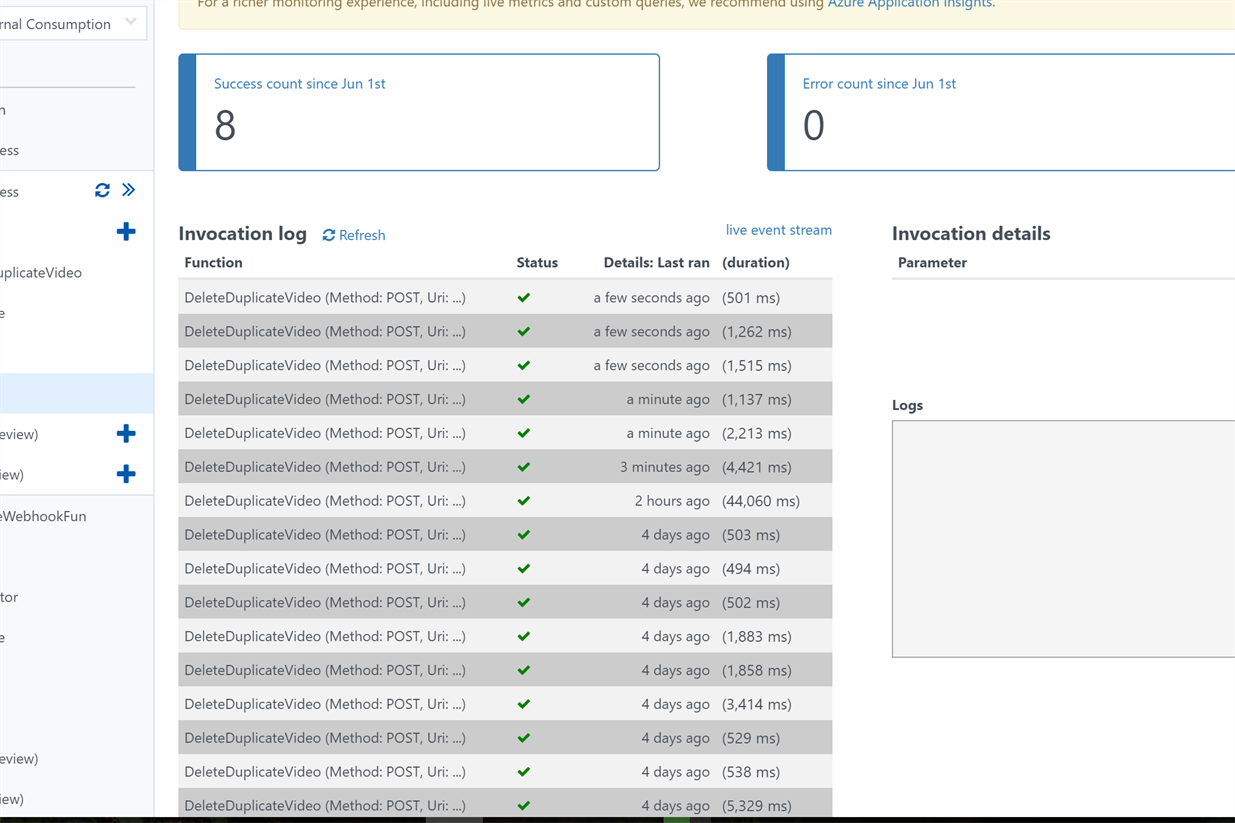 For a richer monitoring experience, including live metrics and custom queries, we recommend using Azure Application Insights.
rnal Consumption
n
ess
ess
uplicateVideo
e
eview)
iew)
eWebhookFun
tor
e
eview)
iew)
Success count since Jun 1st
8
Error count since Jun 1st
0
Invocation log Refresh live event stream
Function Status Details: Last ran (duration)
DeleteDuplicateVideo (Method: POST, Uri: ...) a few seconds ago (501 ms)
DeleteDuplicateVideo (Method: POST, Uri: ...) a few seconds ago (1,262 ms)
DeleteDuplicateVideo (Method: POST, Uri: ...) a few seconds ago (1,515 ms)
DeleteDuplicateVideo (Method: POST, Uri: ...) a minute ago (1,137 ms)
DeleteDuplicateVideo (Method: POST, Uri: ...) a minute ago (2,213 ms)
DeleteDuplicateVideo (Method: POST, Uri: ...) 3 minutes ago (4,421 ms)
DeleteDuplicateVideo (Method: POST, Uri: ...) 2 hours ago (44,060 ms)
DeleteDuplicateVideo (Method: POST, Uri: ...) 4 days ago (503 ms)
DeleteDuplicateVideo (Method: POST, Uri: ...) 4 days ago (494 ms)
DeleteDuplicateVideo (Method: POST, Uri: ...) 4 days ago (502 ms)
DeleteDuplicateVideo (Method: POST, Uri: ...) 4 days ago (1,883 ms)
DeleteDuplicateVideo (Method: POST, Uri: ...) 4 days ago (1,858 ms)
DeleteDuplicateVideo (Method: POST, Uri: ...) 4 days ago (3,414 ms)
DeleteDuplicateVideo (Method: POST, Uri: ...) 4 days ago (529 ms)
DeleteDuplicateVideo (Method: POST, Uri: ...) 4 days ago (538 ms)
DeleteDuplicateVideo (Method: POST, Uri: ...) 4 days ago (5,329 ms)
Invocation details
Parameter
Logs